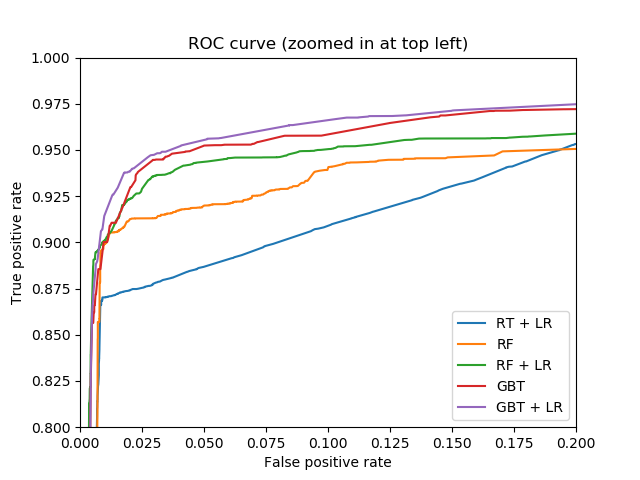 ROC curve (zoomed in at top left)
True positive rate
1.000
0.975
0.950
0.925
0.900
0.875
0.850
0.825
0.800
0.000 0.025 0.050 0.075 0.100 0.125 0.150 0.175 0.200
False positive rate
RT + LR
RF
RF + LR
GBT
GBT + LR